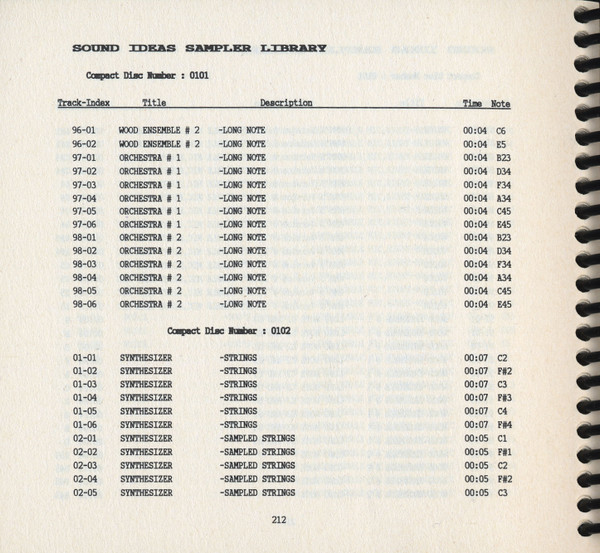 SOUND IDEAS SAMPLER LIBRARY
Compact Disc Number : 0101
Track-Index Title Description Time Note
96-01 WOOD ENSEMBLE # 2 -LONG NOTE 00:04 C6
96-02 WOOD ENSEMBLE # 2 -LONG NOTE 00:04 E5
97-01 ORCHESTRA # 1 -LONG NOTE 00:04 B23
97-02 ORCHESTRA # 1 -LONG NOTE 00:04 D34
97-03 ORCHESTRA # 1 -LONG NOTE 00:04 F34
97-04 ORCHESTRA # 1 -LONG NOTE 00:04 A34
97-05 ORCHESTRA # 1 -LONG NOTE 00:04 C45
97-06 ORCHESTRA # 1 -LONG NOTE 00:04 E45
98-01 ORCHESTRA # 2 -LONG NOTE 00:04 B23
98-02 ORCHESTRA # 2 -LONG NOTE 00:04 D34
98-03 ORCHESTRA # 2 -LONG NOTE 00:04 F34
98-04 ORCHESTRA # 2 -LONG NOTE 00:04 A34
98-05 ORCHESTRA # 2 -LONG NOTE 00:04 C45
98-06 ORCHESTRA # 2 -LONG NOTE 00:04 E45
Compact Disc Number : 0102
01-01 SYNTHESIZER -STRINGS 00:07 C2
01-02 SYNTHESIZER -STRINGS 00:07 F#2
01-03 SYNTHESIZER -STRINGS 00:07 C3
01-04 SYNTHESIZER -STRINGS 00:07 F#3
01-05 SYNTHESIZER -STRINGS 00:07 C4
01-06 SYNTHESIZER -STRINGS 00:07 F#4
02-01 SYNTHESIZER -SAMPLED STRINGS 00:05 C1
02-02 SYNTHESIZER -SAMPLED STRINGS 00:05 F#1
02-03 SYNTHESIZER -SAMPLED STRINGS 00:05 C2
02-04 SYNTHESIZER -SAMPLED STRINGS 00:05 F#2
02-05 SYNTHESIZER -SAMPLED STRINGS 00:05 C3
212